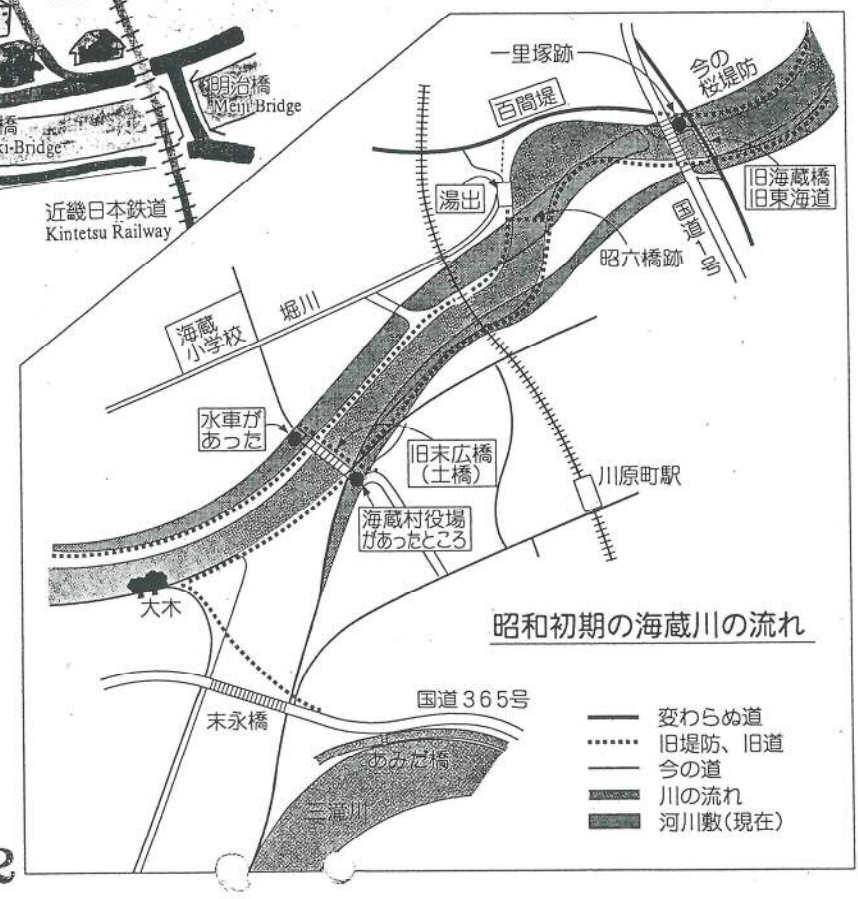 明治橋
Meiji Bridge
橋
ki-Bridge
近畿日本鉄道
Kintetsu Railway
一里塚跡
今の
桜堤防
百間堤
湯出
旧海蔵橋
旧東海道
国道1号
昭六橋跡
堀川
海蔵
小学校
水車が
あった
旧末広橋
(土橋)
川原町駅
海蔵村役場
があったところ
大木
昭和初期の海蔵川の流れ
国道365号
末永橋
あみだ橋
三滝川
変わらぬ道
旧堤防、旧道
今の道
川の流れ
河川敷(現在)
2